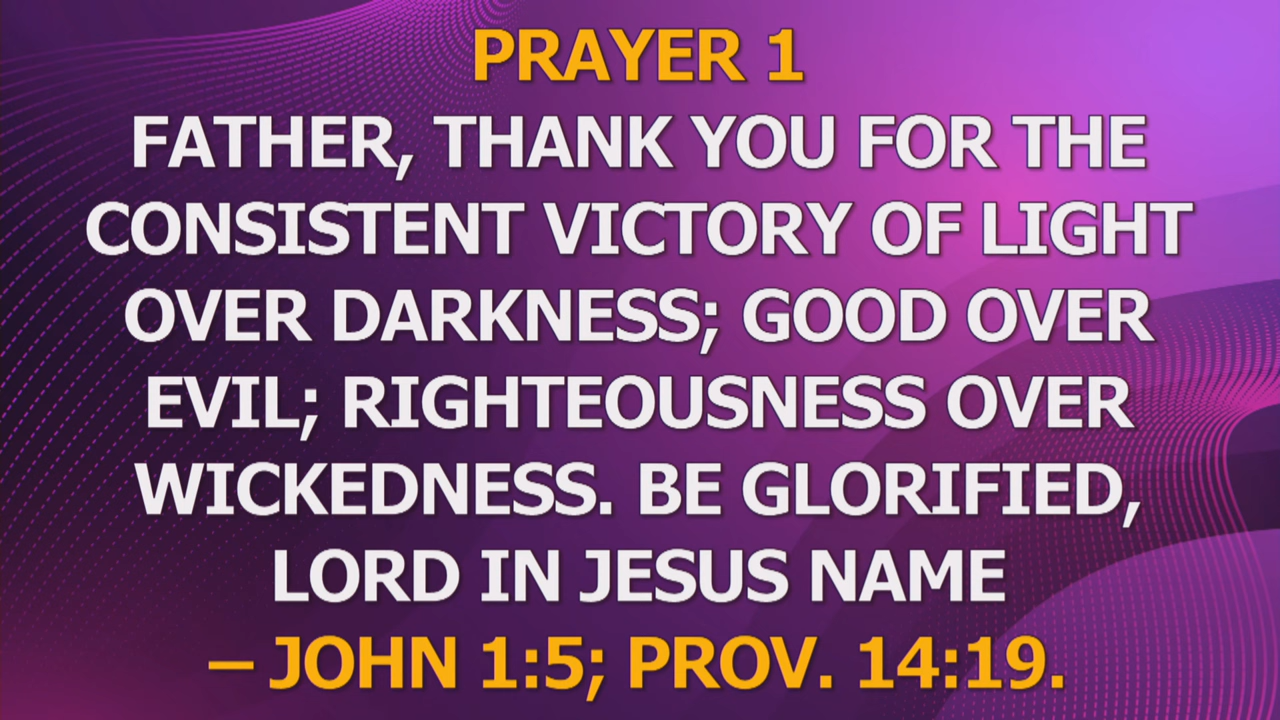 PRAYER 1
FATHER, THANK YOU FOR THE
CONSISTENT VICTORY OF LIGHT
OVER DARKNESS; GOOD OVER
EVIL; RIGHTEOUSNESS OVER
WICKEDNESS. BE GLORIFIED,
LORD IN JESUS NAME
– JOHN 1:5; PROV. 14:19.